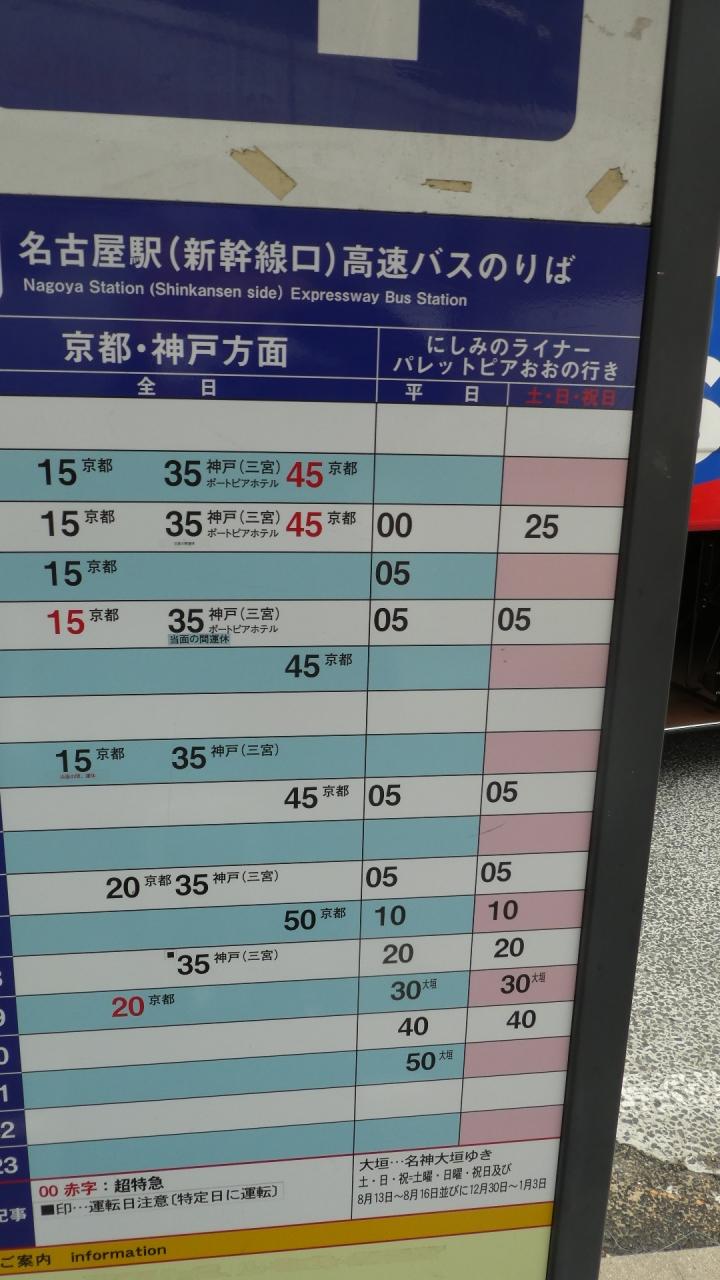 名古屋駅(新幹線口)高速バスのりば
Nagoya Station (Shinkansen side) Expressway Bus Station
京都・神戸方面
にしみのライナー
パレットピアおおの行き
全 日
平 日
土・日・祝日
15 京都 35 神戸(三宮) ポートピアホテル 45 京都
15 京都 35 神戸(三宮) ポートピアホテル 45 京都 00 25
15 京都 05
15 京都 35 神戸(三宮) ポートピアホテル 05 05
当面の間運休
45 京都
15 京都 35 神戸(三宮)
45 京都 05 05
20 京都 35 神戸(三宮) 05 05
50 京都 10 10
■35 神戸(三宮) 20 20
20 京都 30 大垣 30 大垣
40 40
50 大垣
23
記事
00 赤字:超特急
■印…運転日注意〔特定日に運転〕
大垣…名神大垣ゆき
土・日・祝=土曜・日曜・祝日及び
8月13日〜8月16日並びに12月30日〜1月3日
ご案内 information